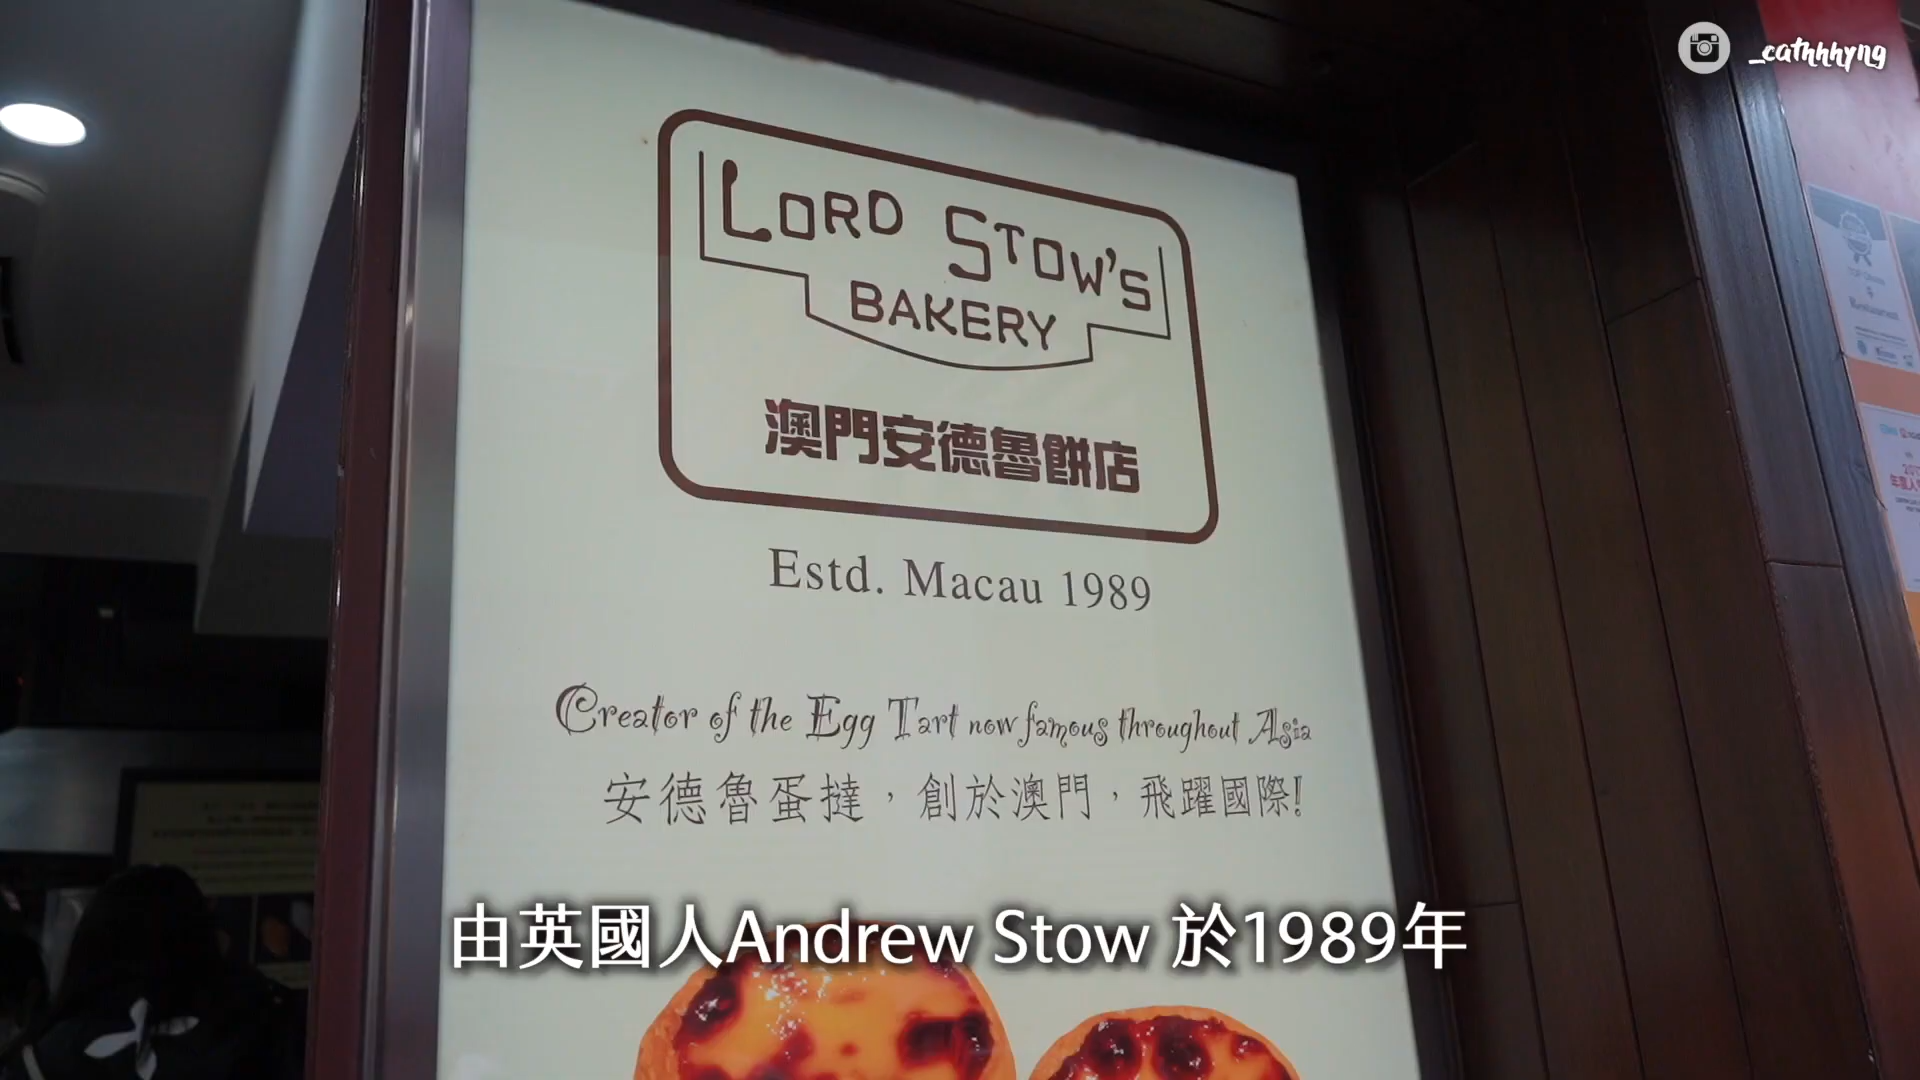 _cathhhyng
LORD STOW'S
BAKERY
澳門安德魯餅店
Estd. Macau 1989
Creator of the Egg Tart now famous throughout Asia
安德魯蛋撻，創於澳門，飛躍國際!
由英國人Andrew Stow 於1989年
Restaurant